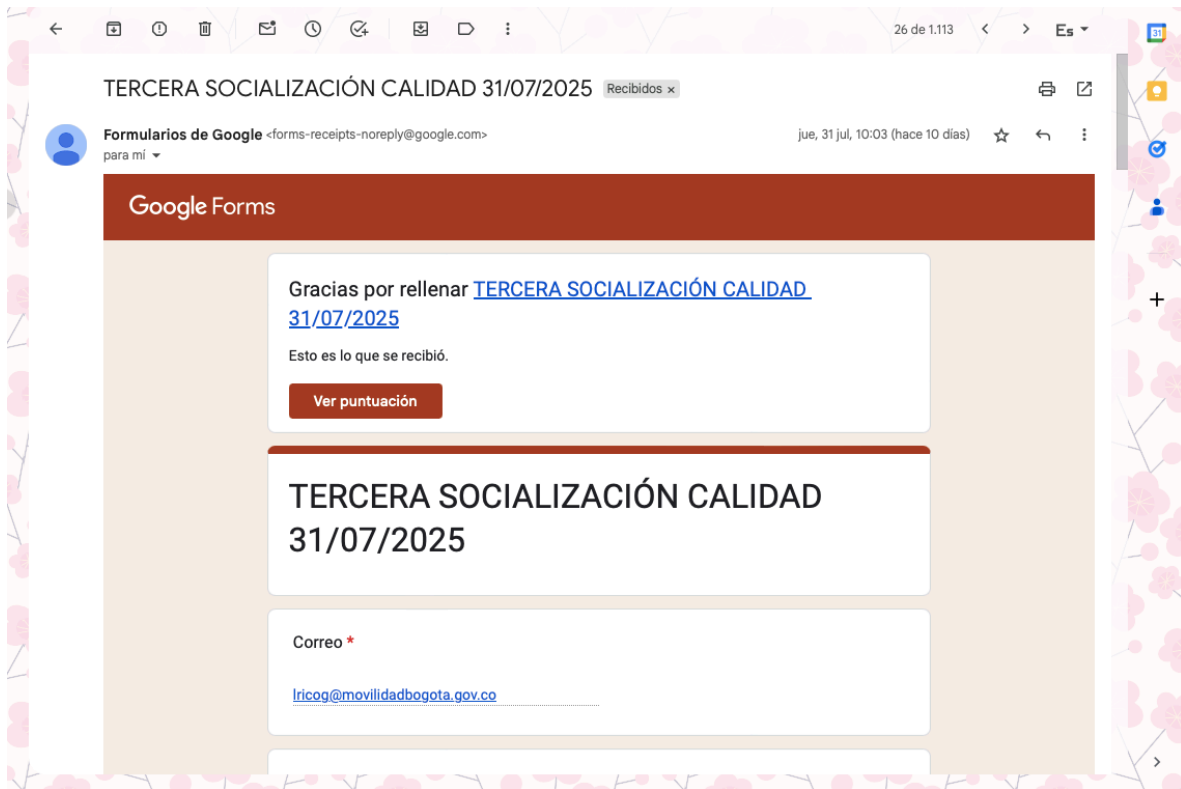 26 de 1.113
Es
31
TERCERA SOCIALIZACIÓN CALIDAD 31/07/2025 Recibidos x
Formularios de Google <forms-receipts-noreply@google.com>
jue, 31 jul, 10:03 (hace 10 días)
para mí
Google Forms
Gracias por rellenar TERCERA SOCIALIZACIÓN CALIDAD
31/07/2025
Esto es lo que se recibió.
Ver puntuación
TERCERA SOCIALIZACIÓN CALIDAD
31/07/2025
Correo *
lricog@movilidadbogota.gov.co